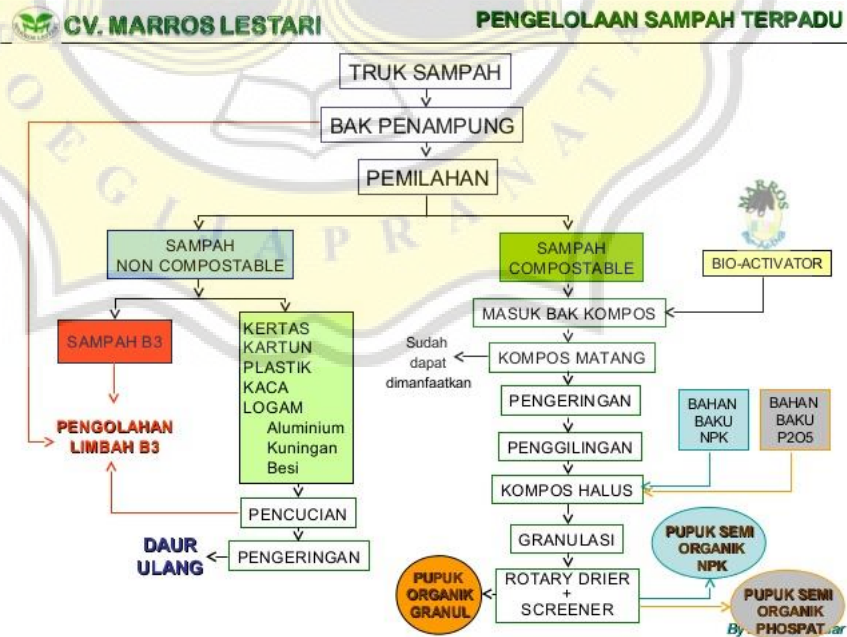 CV. MARROS LESTARI
PENGELOLAAN SAMPAH TERPADU
TRUK SAMPAH
BAK PENAMPUNG
PEMILAHAN
SAMPAH
NON COMPOSTABLE
SAMPAH
COMPOSTABLE
MARROS
BIO-ACTIVATOR
SAMPAH B3
KERTAS
KARTUN
PLASTIK
KACA
LOGAM
Aluminium
Kuningan
Besi
MASUK BAK KOMPOS
Sudah
dapat
dimanfaatkan
KOMPOS MATANG
PENGERINGAN
BAHAN
BAKU
NPK
BAHAN
BAKU
P2O5
PENGOLAHAN
LIMBAH B3
PENGGILINGAN
KOMPOS HALUS
PENCUCIAN
GRANULASI
PUPUK SEMI
ORGANIK
NPK
DAUR
ULANG
PENGERINGAN
PUPUK
ORGANIK
GRANUL
ROTARY DRIER
+
SCREENER
PUPUK SEMI
ORGANIK
PHOSPAT
By
OEGIJAPRANATA